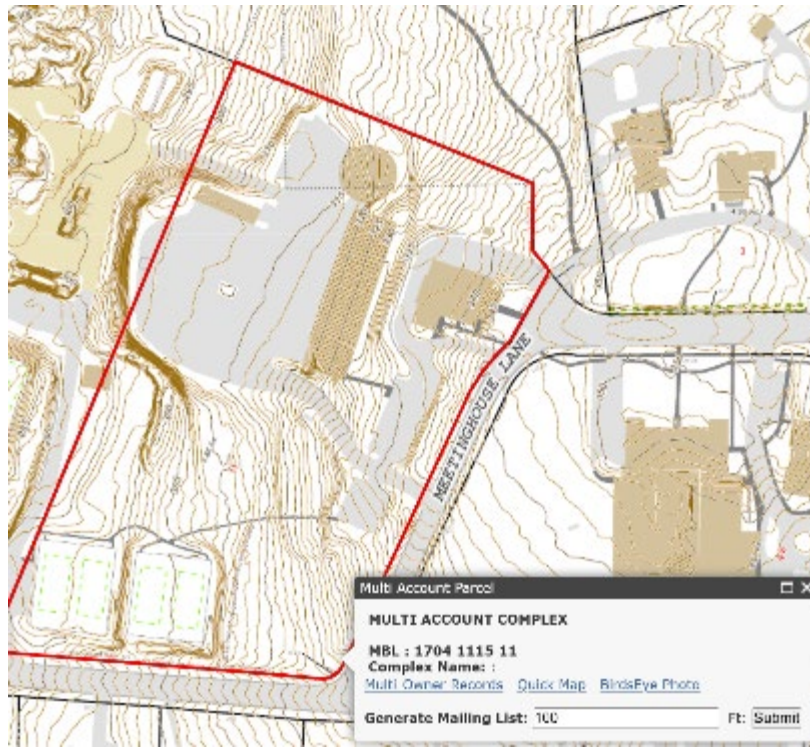 MEETINGHOUSE LANE
Multi Account Parcel
MULTI ACCOUNT COMPLEX
MBL : 1704 1115 11
Complex Name: :
Multi Owner Records Quick Map BirdsEye Photo
Generate Mailing List: 100 Ft: Submit